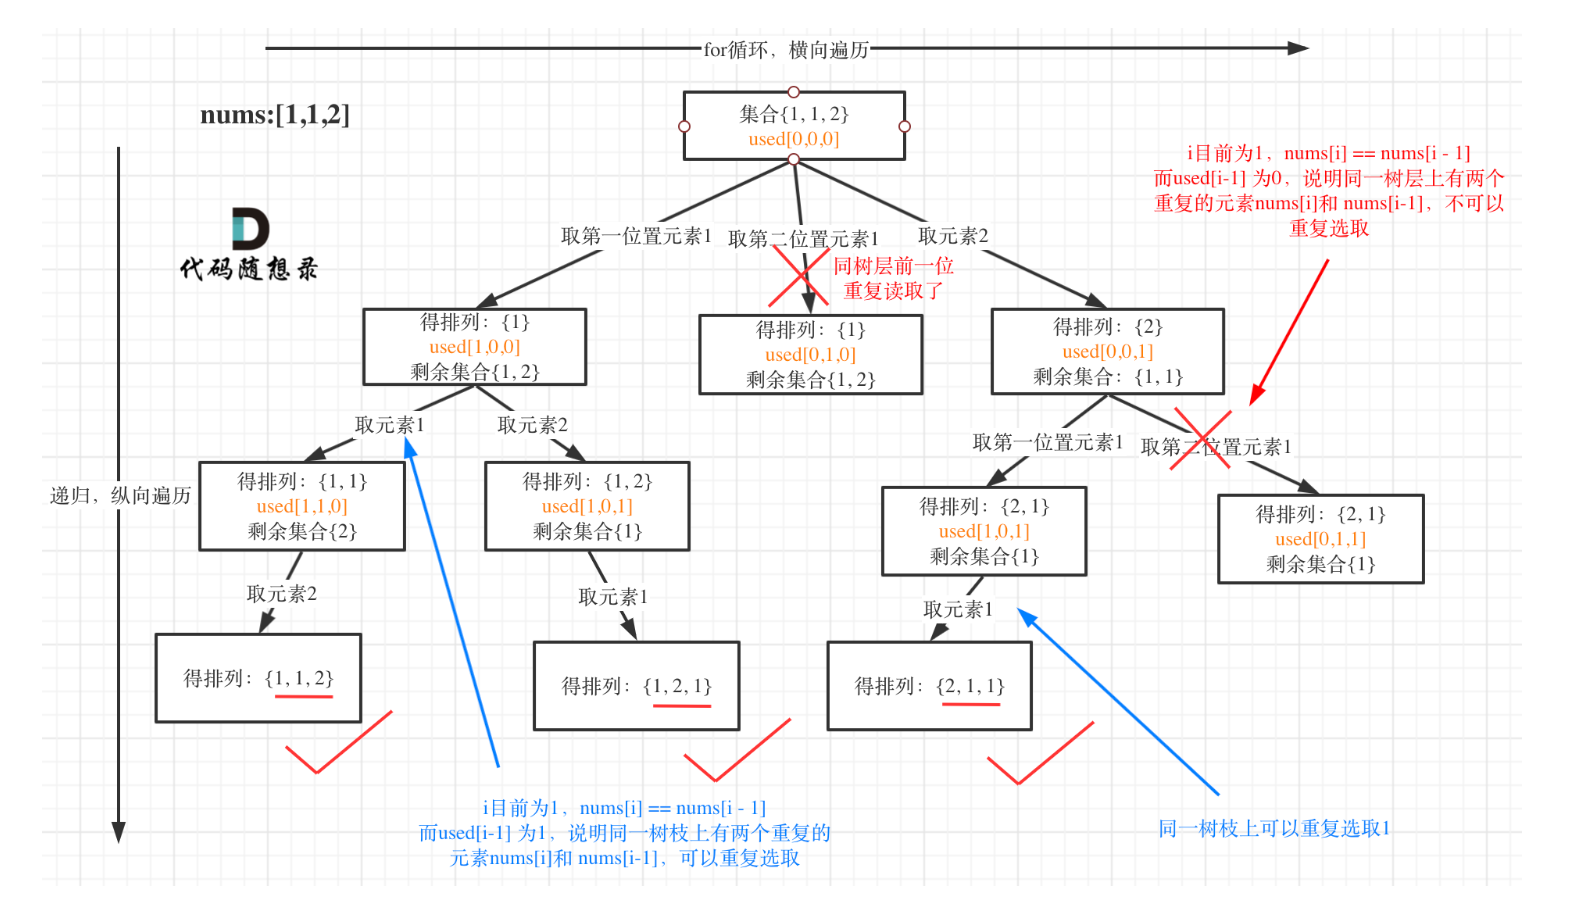 for循环，横向遍历
nums:[1,1,2]
集合{1, 1, 2}
used[0,0,0]
i目前为1，nums[i] == nums[i - 1]
而used[i-1] 为0，说明同一树层上有两个
重复的元素nums[i]和 nums[i-1]，不可以
重复选取
代码随想录
取第一位置元素1
取第二位置元素1
取元素2
同树层前一位
重复读取了
得排列：{1}
used[1,0,0]
剩余集合{1, 2}
得排列：{1}
used[0,1,0]
剩余集合{1, 2}
得排列：{2}
used[0,0,1]
剩余集合：{1, 1}
取元素1
取元素2
取第一位置元素1
取第二位置元素1
递归，纵向遍历
得排列：{1, 1}
used[1,1,0]
剩余集合{2}
得排列：{1, 2}
used[1,0,1]
剩余集合{1}
得排列：{2, 1}
used[1,0,1]
剩余集合{1}
得排列：{2, 1}
used[0,1,1]
剩余集合{1}
取元素2
取元素1
取元素1
得排列：{1, 1, 2}
得排列：{1, 2, 1}
得排列：{2, 1, 1}
i目前为1，nums[i] == nums[i - 1]
而used[i-1] 为1，说明同一树枝上有两个重复的
元素nums[i]和 nums[i-1]，可以重复选取
同一树枝上可以重复选取1